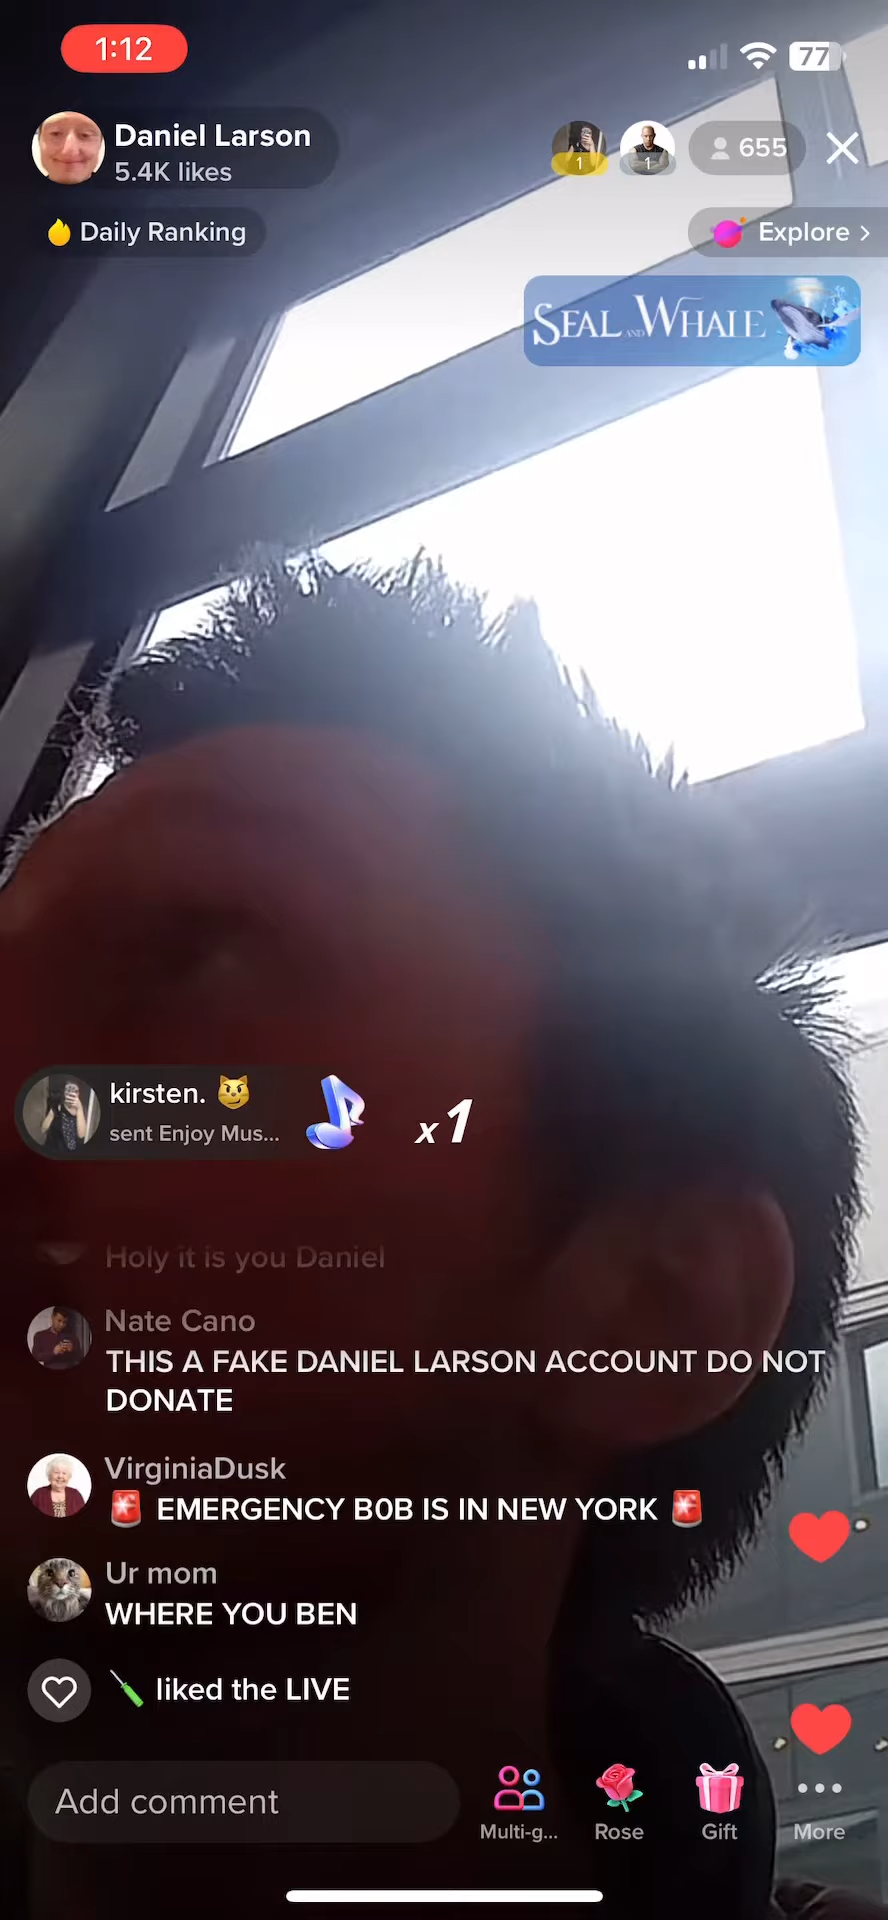 1:12
77
Daniel Larson
5.4K likes
1
1
655
Daily Ranking
Explore >
SEAL AND WHALE
kirsten. 😼
sent Enjoy Mus...
x1
Holy it is you Daniel
Nate Cano
THIS A FAKE DANIEL LARSON ACCOUNT DO NOT
DONATE
VirginiaDusk
🚨 EMERGENCY B0B IS IN NEW YORK 🚨
Ur mom
WHERE YOU BEN
liked the LIVE
Add comment
Multi-g...
Rose
Gift
More